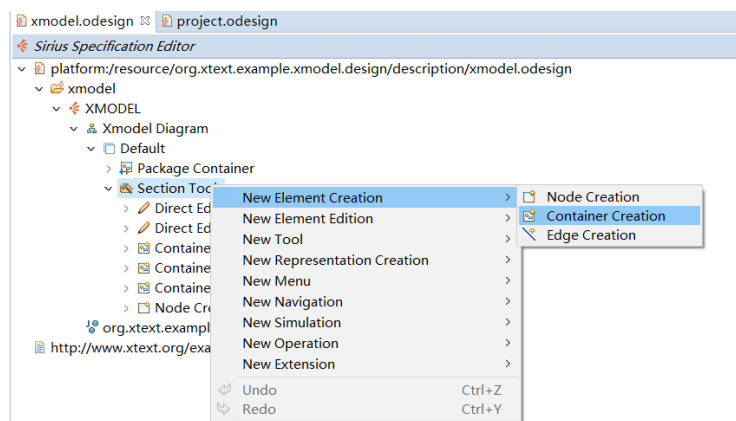 xmodel.odesign project.odesign
Sirius Specification Editor
platform:/resource/org.xtext.example.xmodel.design/description/xmodel.odesign
xmodel
XMODEL
Xmodel Diagram
Default
Package Container
Section Too
New Element Creation > Node Creation
Direct Ed New Element Edition > Container Creation
Direct Ed New Tool > Edge Creation
Containe New Representation Creation >
Containe New Menu >
Containe New Navigation >
Node Cre New Simulation >
org.xtext.exampl New Operation >
http://www.xtext.org/exa New Extension >
Undo Ctrl+Z
Redo Ctrl+Y